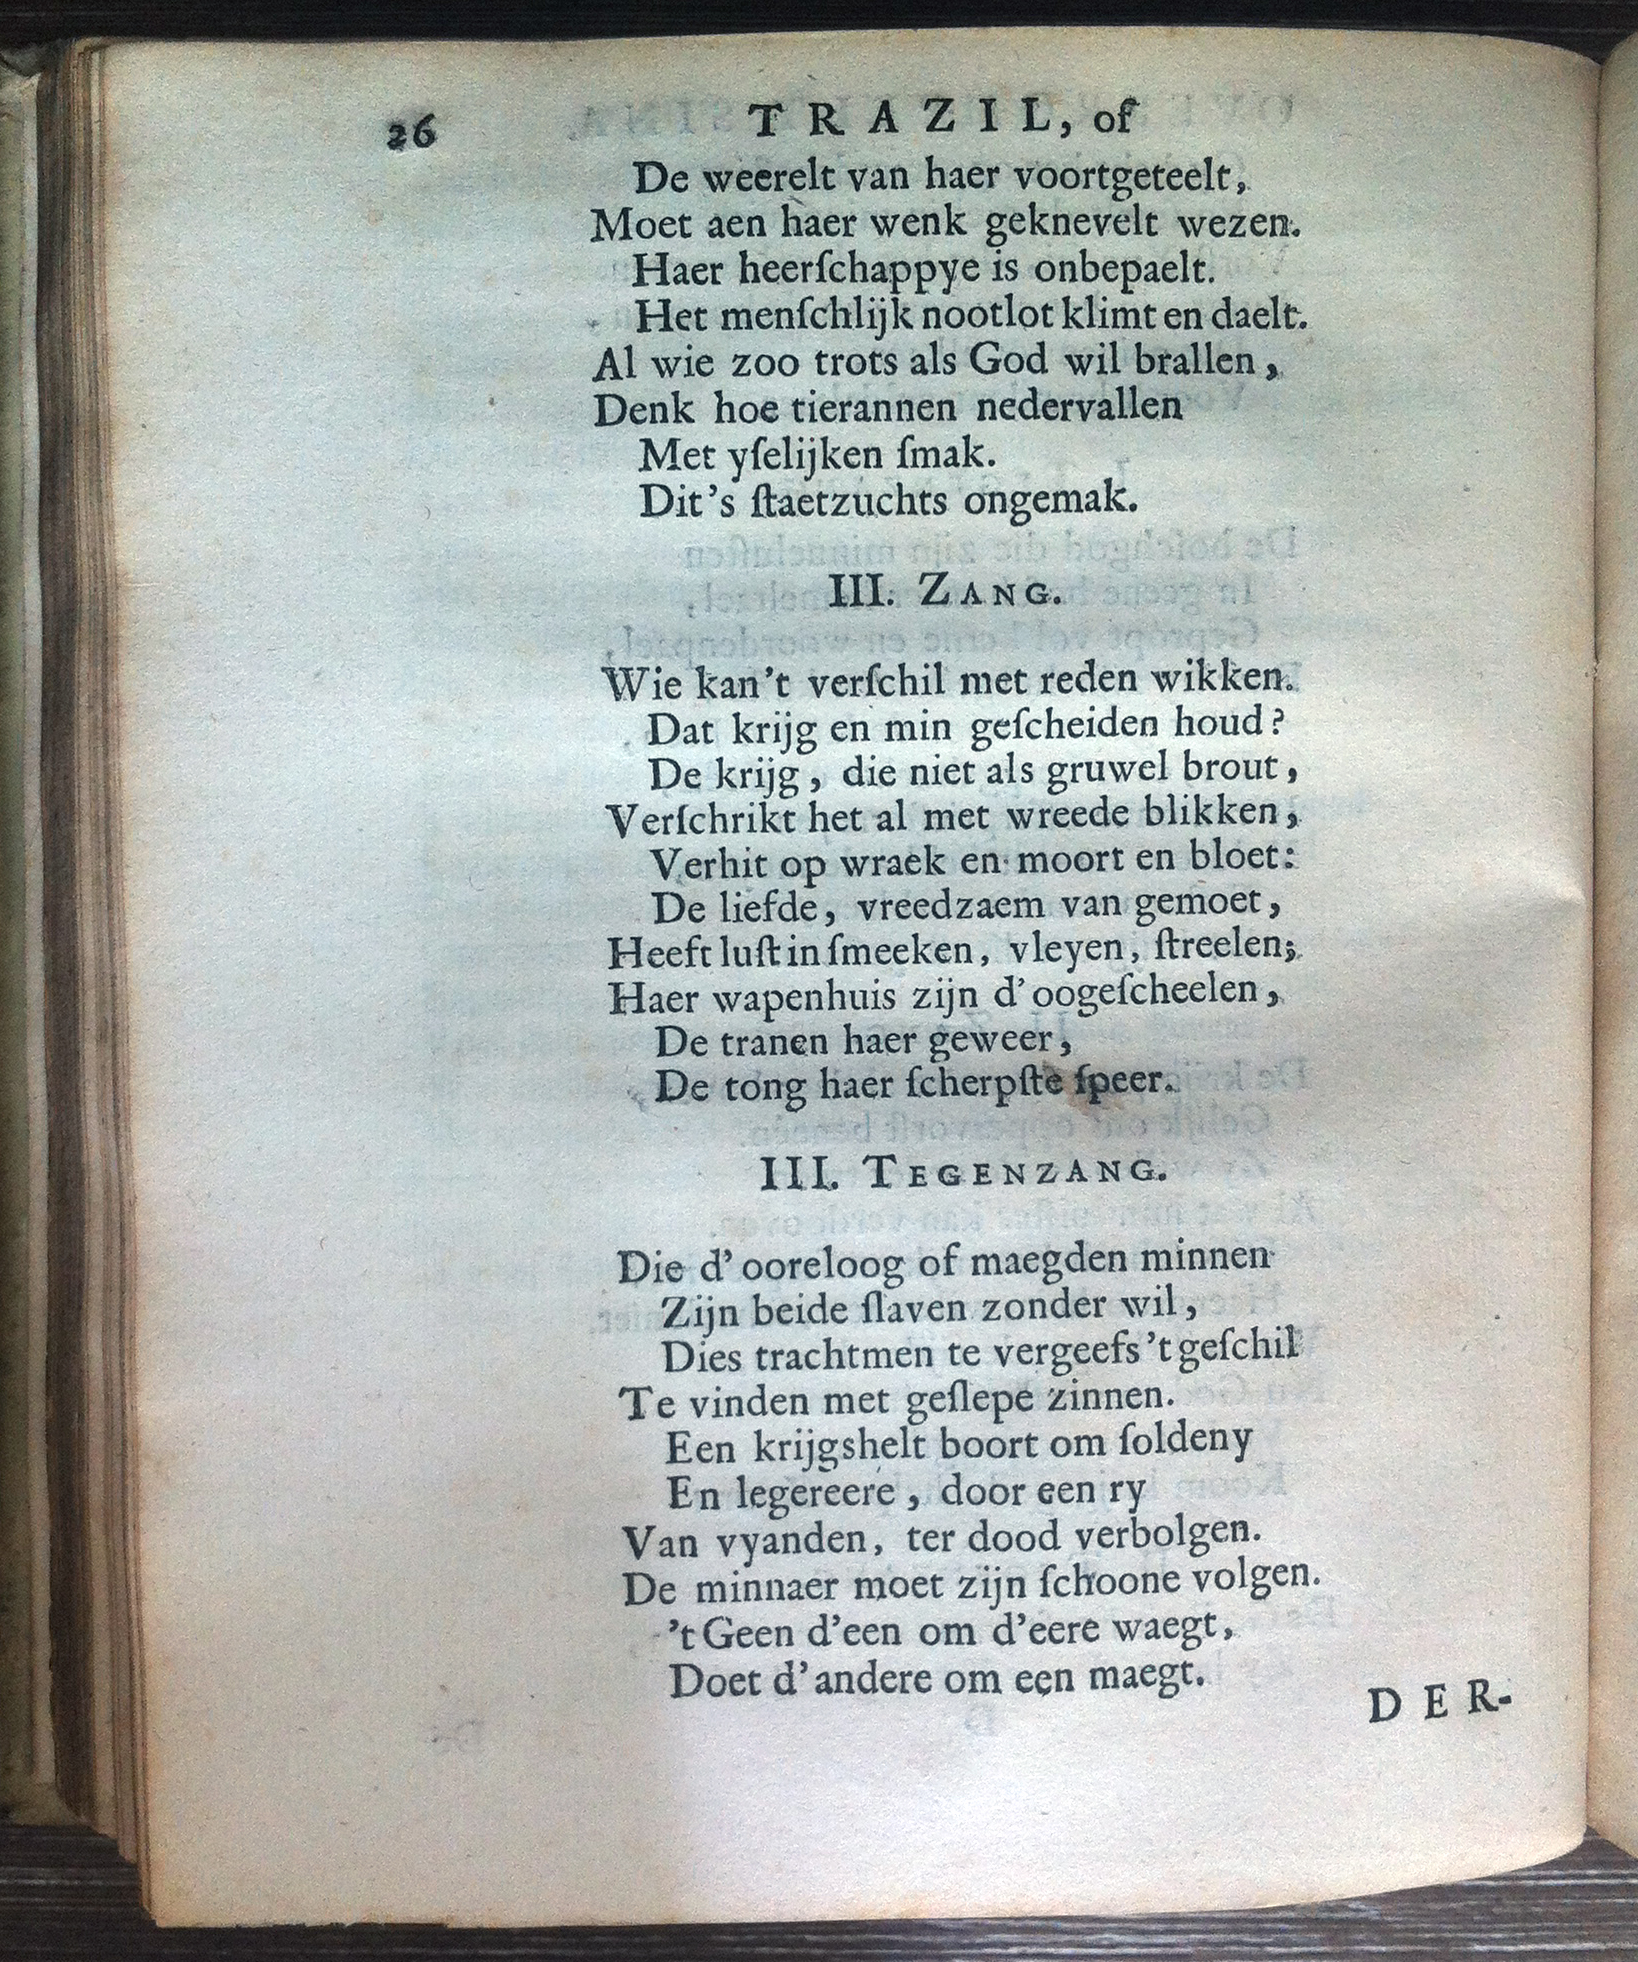 26 TRAZIL, of
De weerelt van haer voortgeteelt,
Moet aen haer wenk geknevelt wezen.
Haer heerſchappye is onbepaelt.
Het menſchlijk nootlot klimt en daelt.
Al wie zoo trots als God wil brallen,
Denk hoe tierannen nedervallen
Met yſelijken ſmak.
Dit's ſtaetzuchts ongemak.
III. ZANG.
Wie kan't verſchil met reden wikken.
Dat krijg en min geſcheiden houd?
De krijg, die niet als gruwel brout,
Verſchrikt het al met wreede blikken,
Verhit op wraek en moort en bloet:
De liefde, vreedzaem van gemoet,
Heeft luſt in ſmeeken, vleyen, ſtreelen;
Haer wapenhuis zijn d'oogeſcheelen,
De tranen haer geweer,
De tong haer ſcherpſte ſpeer.
III. TEGENZANG.
Die d'ooreloog of maegden minnen
Zijn beide ſlaven zonder wil,
Dies trachtmen te vergeefs 't geſchil
Te vinden met geſlepe zinnen.
Een krijgshelt boort om ſoldeny
En legereere, door een ry
Van vyanden, ter dood verbolgen.
De minnaer moet zijn ſchoone volgen.
't Geen d'een om d'eere waegt,
Doet d'andere om een maegt.
DER-